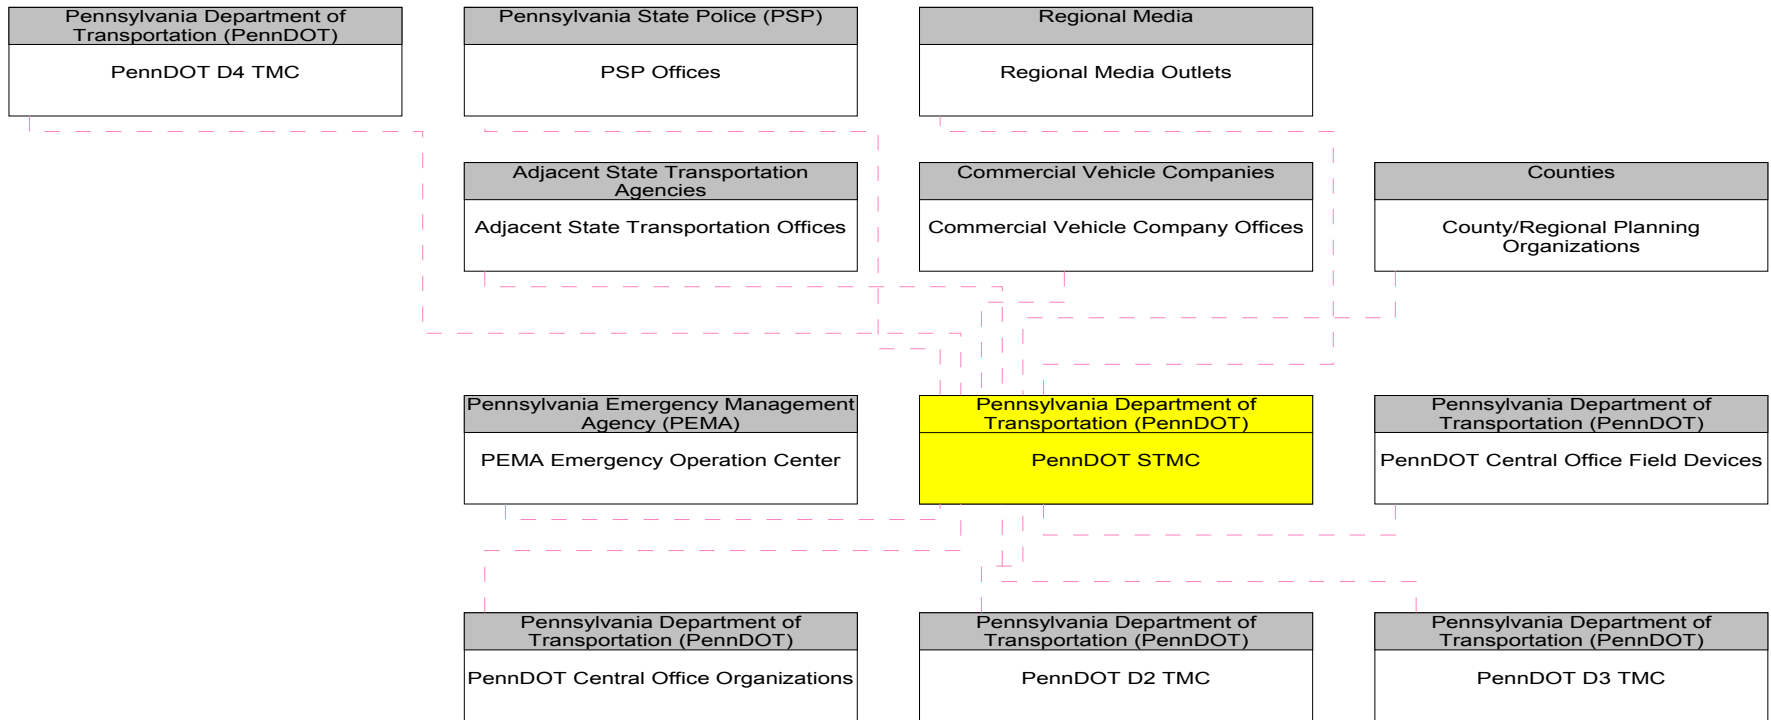 Pennsylvania Department of
Transportation (PennDOT)
PennDOT D4 TMC
Pennsylvania State Police (PSP)
PSP Offices
Regional Media
Regional Media Outlets
Adjacent State Transportation
Agencies
Adjacent State Transportation Offices
Commercial Vehicle Companies
Commercial Vehicle Company Offices
Counties
County/Regional Planning
Organizations
Pennsylvania Emergency Management
Agency (PEMA)
PEMA Emergency Operation Center
Pennsylvania Department of
Transportation (PennDOT)
PennDOT STMC
Pennsylvania Department of
Transportation (PennDOT)
PennDOT Central Office Field Devices
Pennsylvania Department of
Transportation (PennDOT)
PennDOT Central Office Organizations
Pennsylvania Department of
Transportation (PennDOT)
PennDOT D2 TMC
Pennsylvania Department of
Transportation (PennDOT)
PennDOT D3 TMC